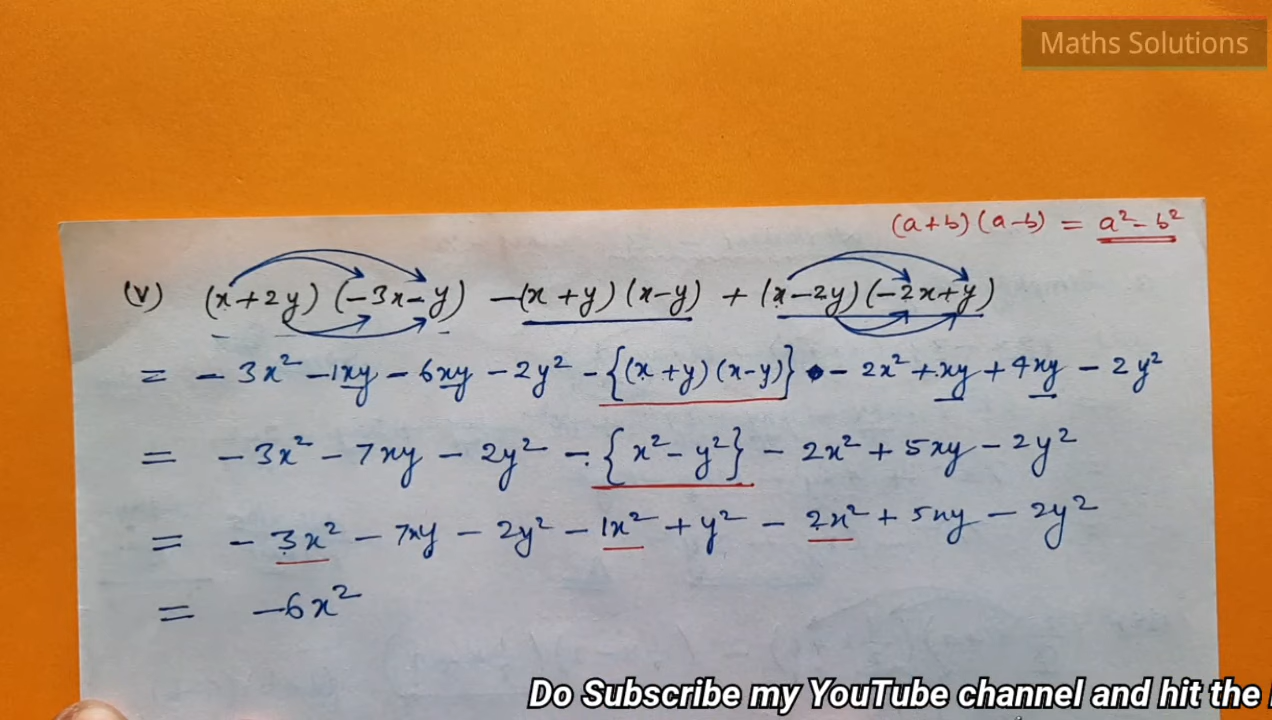 Maths Solutions
(a+b)(a-b) = a²-b²
(v) (x+2y)(-3x-y) -(x+y)(x-y) + (x-2y)(-2x+y)
= -3x² -1xy -6xy -2y² -{(x+y)(x-y)} -2x² +xy +4xy -2y²
= -3x² -7xy -2y² -{x²-y²} -2x² +5xy -2y²
= -3x² -7xy -2y² -1x² +y² -2x² +5xy -2y²
= -6x²
Do Subscribe my YouTube channel and hit the